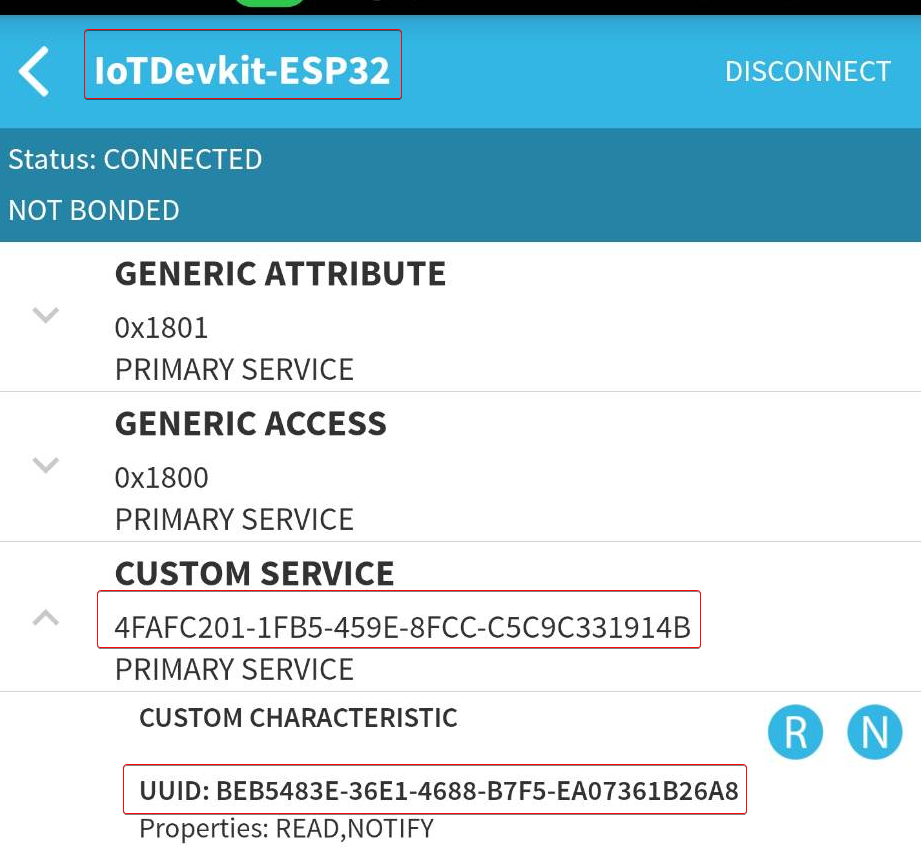 IoTDevkit-ESP32
DISCONNECT
Status: CONNECTED
NOT BONDED
GENERIC ATTRIBUTE
0x1801
PRIMARY SERVICE
GENERIC ACCESS
0x1800
PRIMARY SERVICE
CUSTOM SERVICE
4FAFC201-1FB5-459E-8FCC-C5C9C331914B
PRIMARY SERVICE
CUSTOM CHARACTERISTIC
R N
UUID: BEB5483E-36E1-4688-B7F5-EA07361B26A8
Properties: READ,NOTIFY